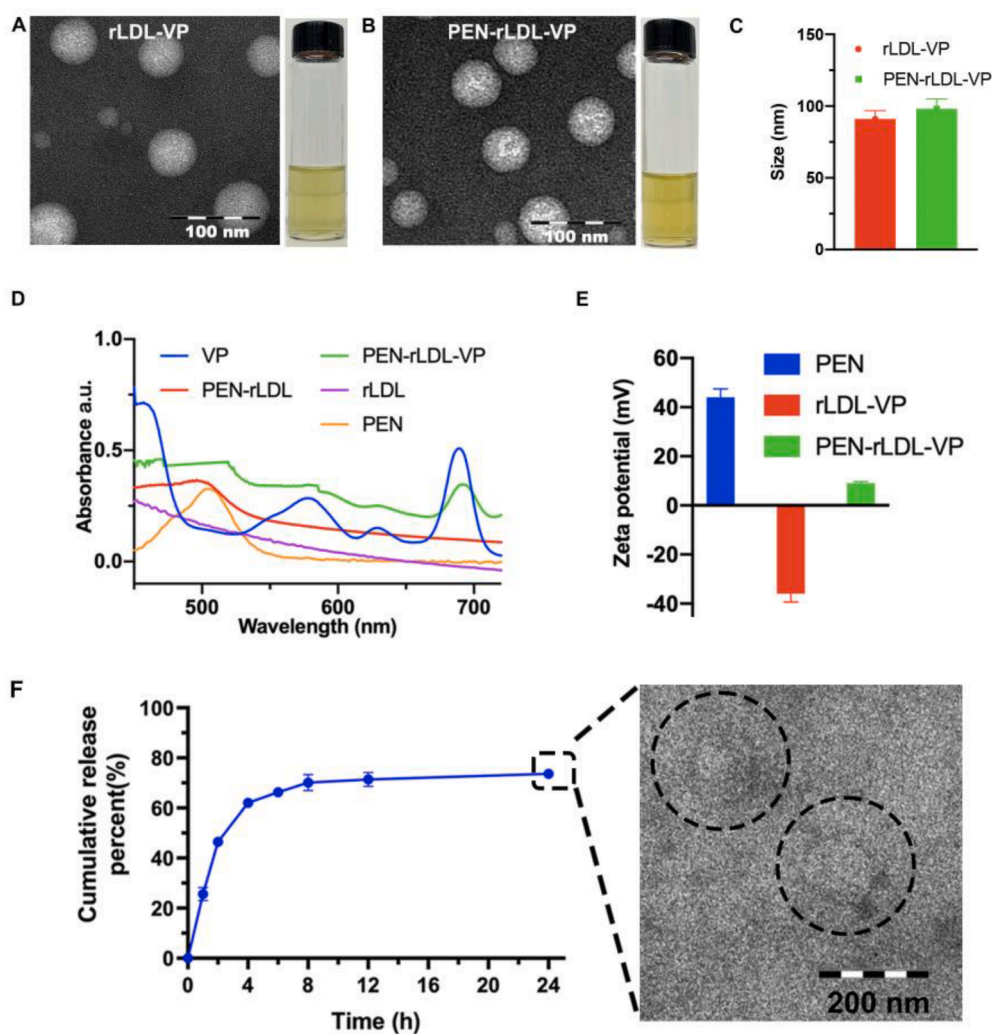 A
rLDL-VP
100 nm
B
PEN-rLDL-VP
100 nm
C
150
100
50
0
Size (nm)
rLDL-VP
PEN-rLDL-VP
D
1.0
0.5
0.0
Absorbance a.u.
VP
PEN-rLDL-VP
PEN-rLDL
rLDL
PEN
500
600
700
Wavelength (nm)
E
60
40
20
0
-20
-40
Zeta potential (mV)
PEN
rLDL-VP
PEN-rLDL-VP
F
100
80
60
40
20
0
Cumulative release
percent(%)
0
4
8
12
16
20
24
Time (h)
200 nm